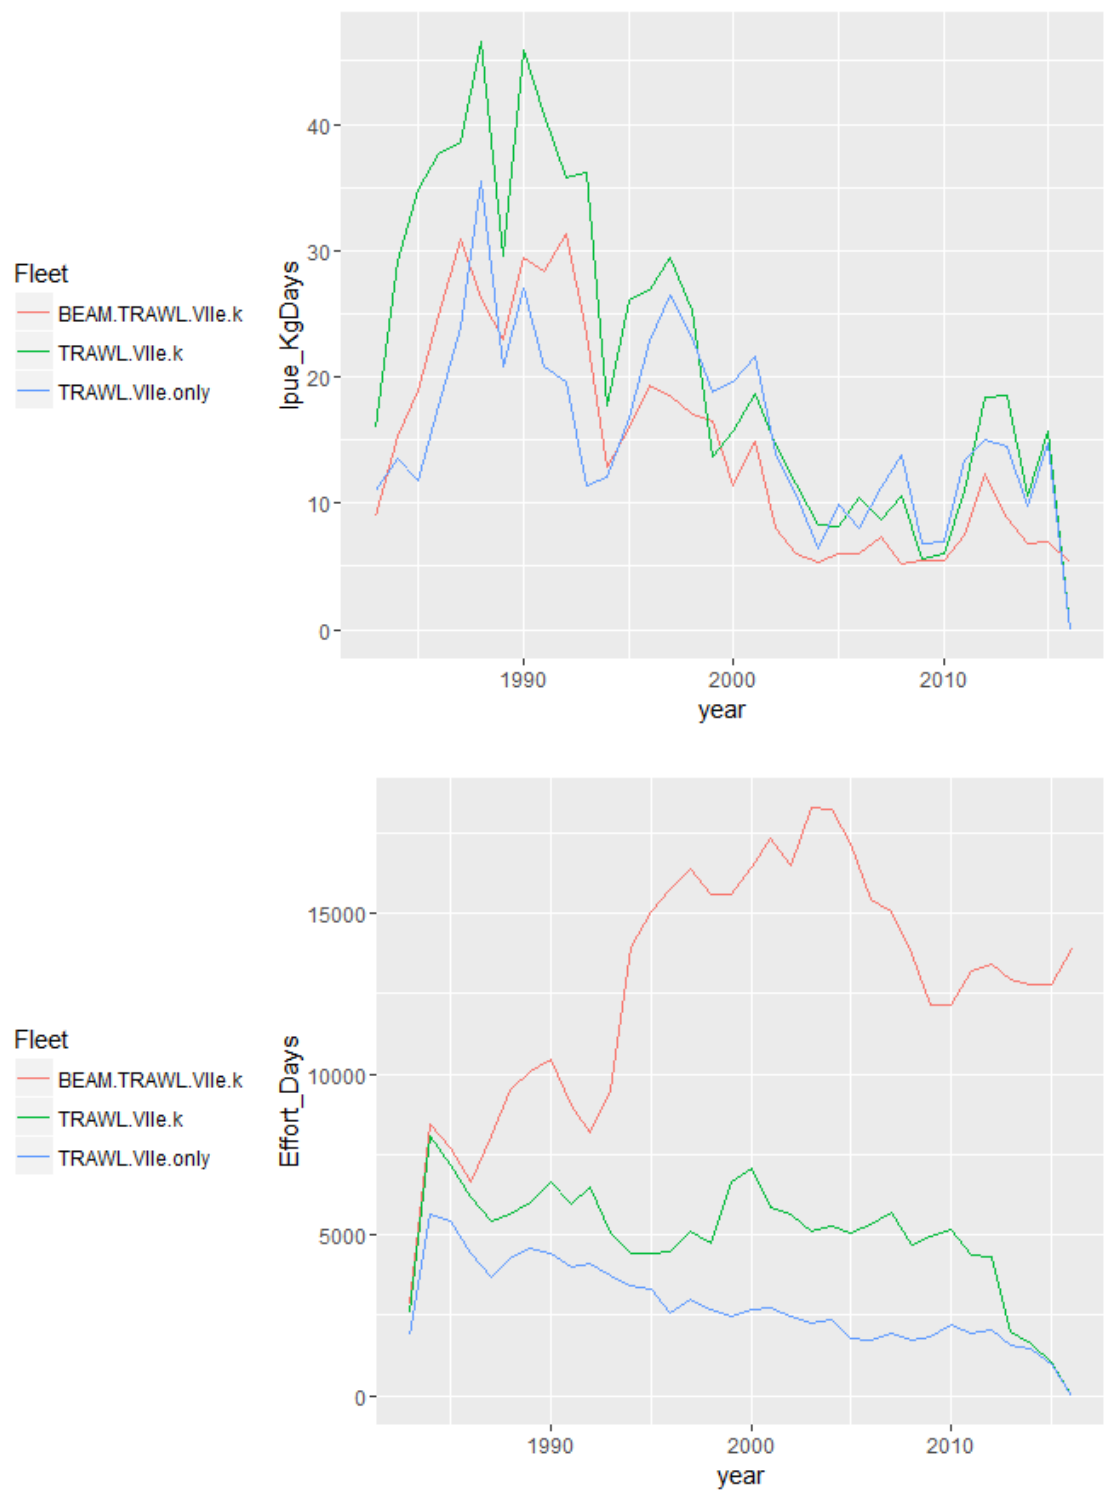 Fleet
BEAM.TRAWL.VIIe.k
TRAWL.VIIe.k
TRAWL.VIIe.only
lpue_KgDays
40
30
20
10
0
1990 2000 2010
year
Fleet
BEAM.TRAWL.VIIe.k
TRAWL.VIIe.k
TRAWL.VIIe.only
Effort_Days
15000
10000
5000
0
1990 2000 2010
year